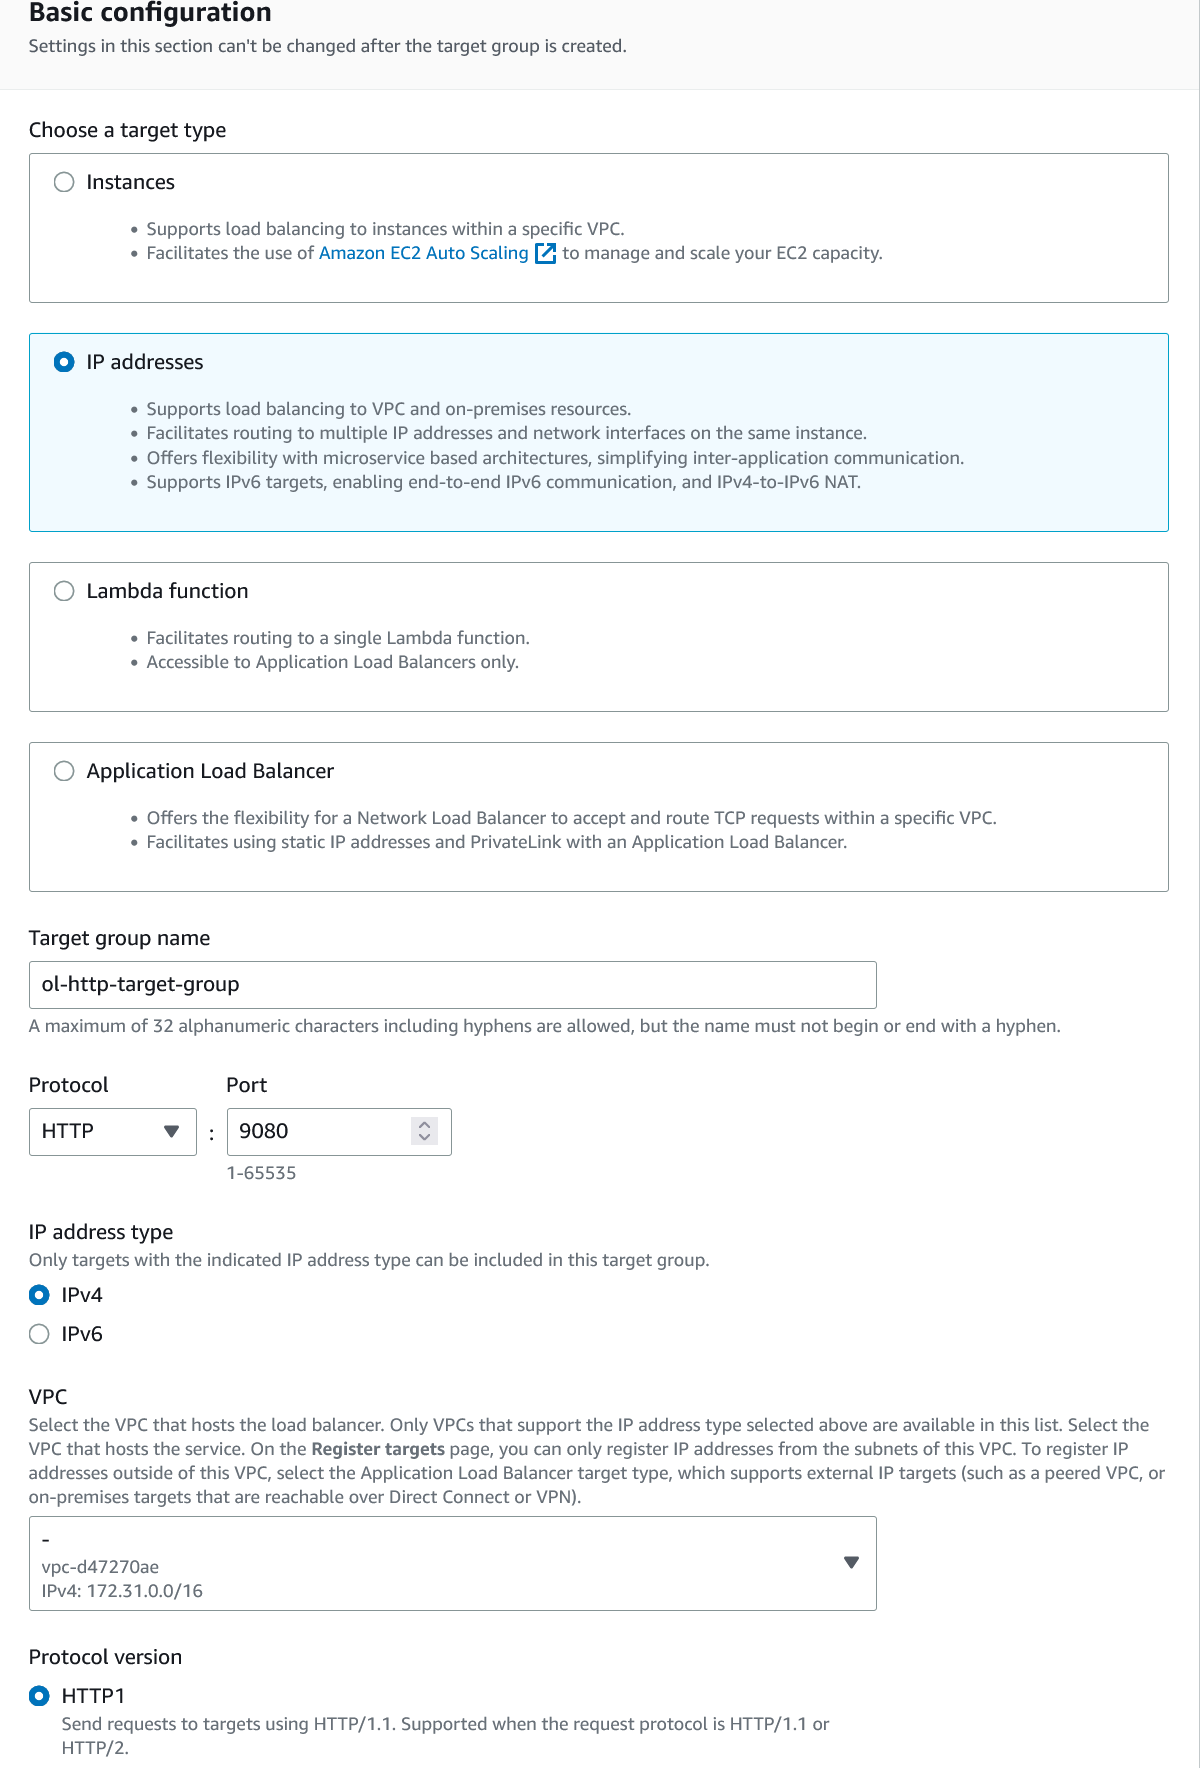 Basic configuration
Settings in this section can't be changed after the target group is created.
Choose a target type
Instances
• Supports load balancing to instances within a specific VPC.
• Facilitates the use of Amazon EC2 Auto Scaling to manage and scale your EC2 capacity.
IP addresses
• Supports load balancing to VPC and on-premises resources.
• Facilitates routing to multiple IP addresses and network interfaces on the same instance.
• Offers flexibility with microservice based architectures, simplifying inter-application communication.
• Supports IPv6 targets, enabling end-to-end IPv6 communication, and IPv4-to-IPv6 NAT.
Lambda function
• Facilitates routing to a single Lambda function.
• Accessible to Application Load Balancers only.
Application Load Balancer
• Offers the flexibility for a Network Load Balancer to accept and route TCP requests within a specific VPC.
• Facilitates using static IP addresses and PrivateLink with an Application Load Balancer.
Target group name
ol-http-target-group
A maximum of 32 alphanumeric characters including hyphens are allowed, but the name must not begin or end with a hyphen.
Protocol Port
HTTP : 9080
1-65535
IP address type
Only targets with the indicated IP address type can be included in this target group.
IPv4
IPv6
VPC
Select the VPC that hosts the load balancer. Only VPCs that support the IP address type selected above are available in this list. Select the
VPC that hosts the service. On the Register targets page, you can only register IP addresses from the subnets of this VPC. To register IP
addresses outside of this VPC, select the Application Load Balancer target type, which supports external IP targets (such as a peered VPC, or
on-premises targets that are reachable over Direct Connect or VPN).
-
vpc-d47270ae
IPv4: 172.31.0.0/16
Protocol version
HTTP1
Send requests to targets using HTTP/1.1. Supported when the request protocol is HTTP/1.1 or
HTTP/2.